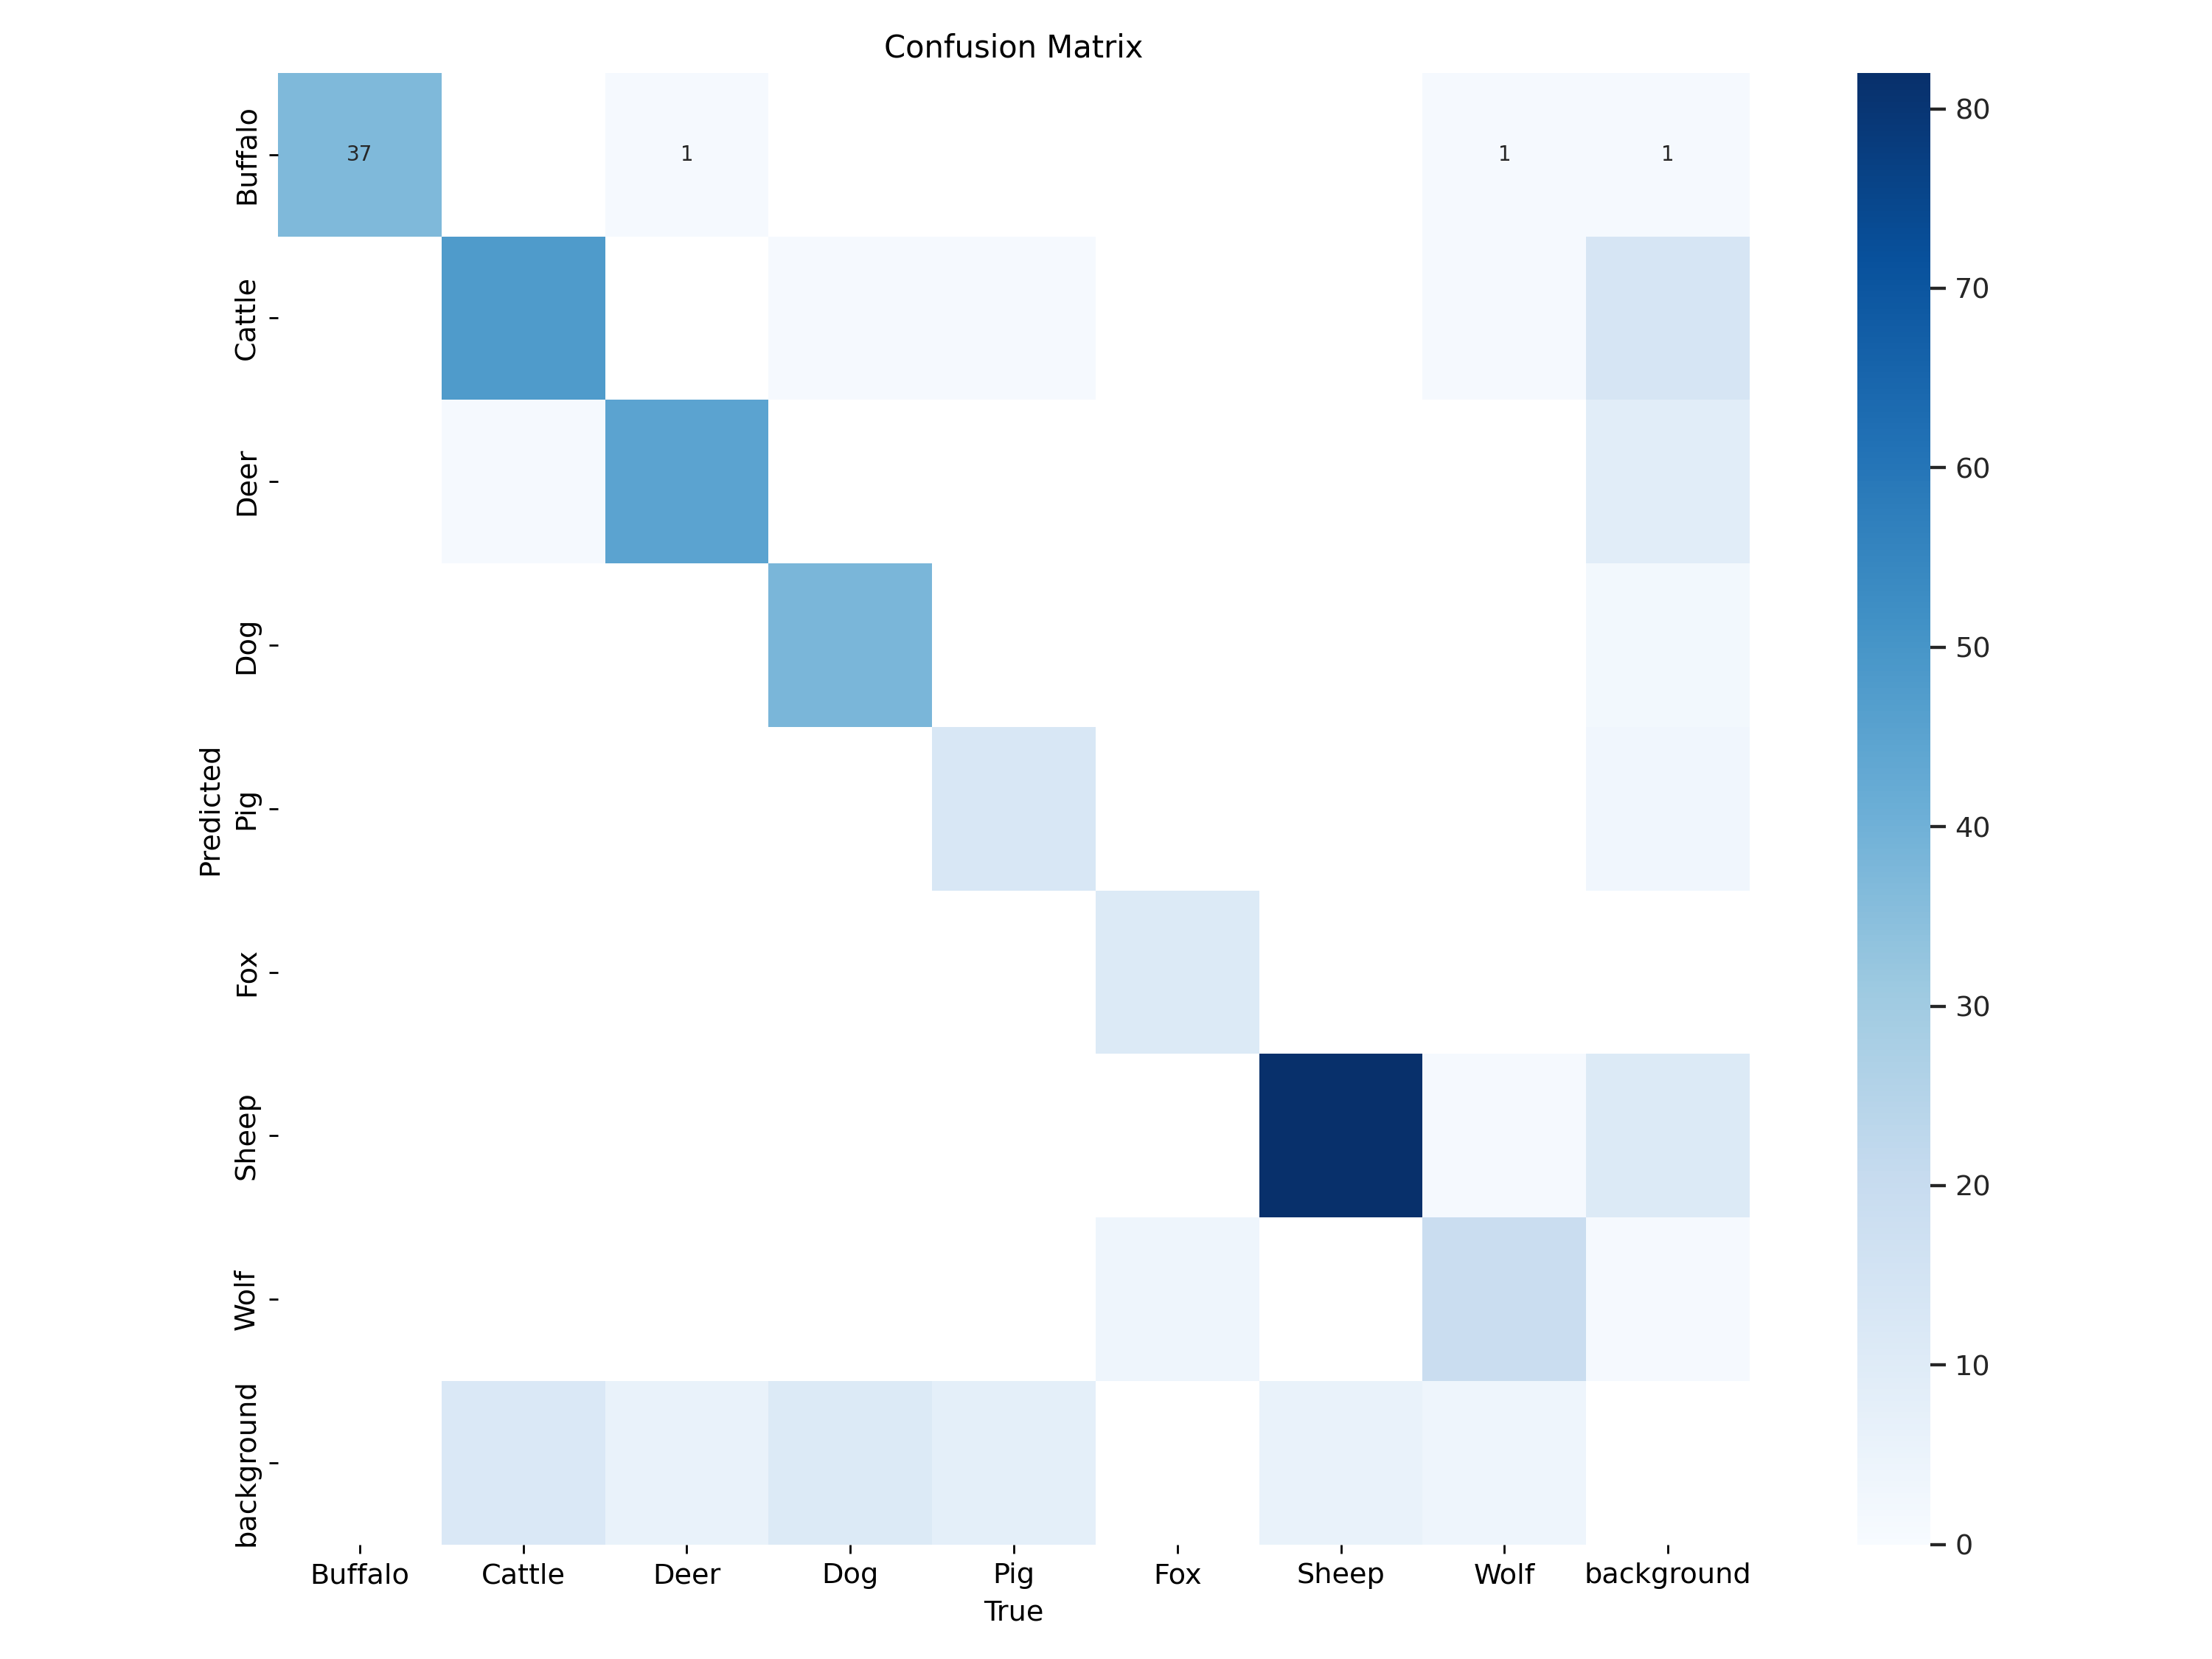 Confusion Matrix
Buffalo
37 1 1 1
Cattle
Deer
Dog
Pig
Fox
Sheep
Wolf
background
Predicted
Buffalo Cattle Deer Dog Pig Fox Sheep Wolf background
True
80
70
60
50
40
30
20
10
0